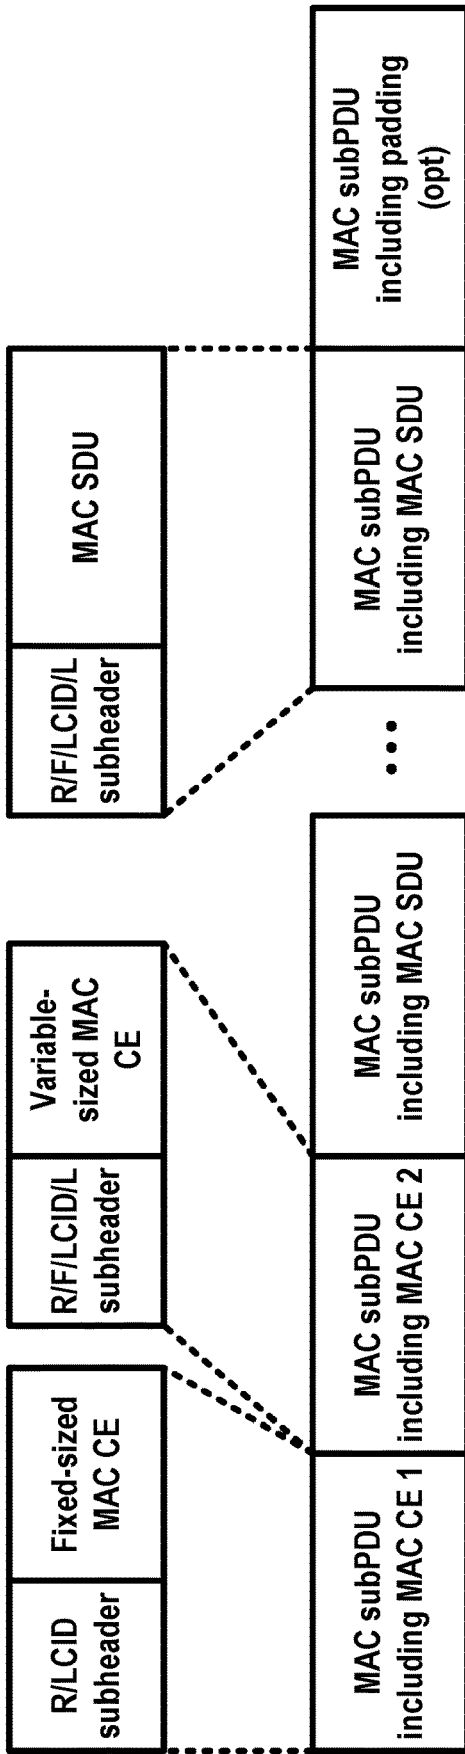 R/LCID
subheader
Fixed-sized
MAC CE
R/F/LCID/L
subheader
Variable-
sized MAC
CE
R/F/LCID/L
subheader
MAC SDU
MAC subPDU
including MAC CE 1
MAC subPDU
including MAC CE 2
MAC subPDU
including MAC SDU
...
MAC subPDU
including MAC SDU
MAC subPDU
including padding
(opt)